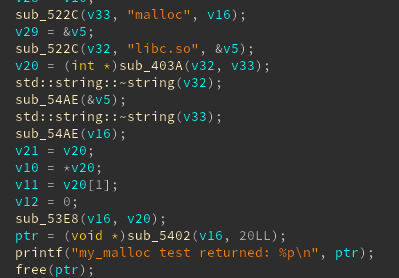 sub_522C(v33, "malloc", v16);
v29 = &v5;
sub_522C(v32, "libc.so", &v5);
v20 = (int *)sub_403A(v32, v33);
std::string::~string(v32);
sub_54AE(&v5);
std::string::~string(v33);
sub_54AE(v16);
v21 = v20;
v10 = *v20;
v11 = v20[1];
v12 = 0;
sub_53E8(v16, v20);
ptr = (void *)sub_5402(v16, 20LL);
printf("my_malloc test returned: %p\n", ptr);
free(ptr);